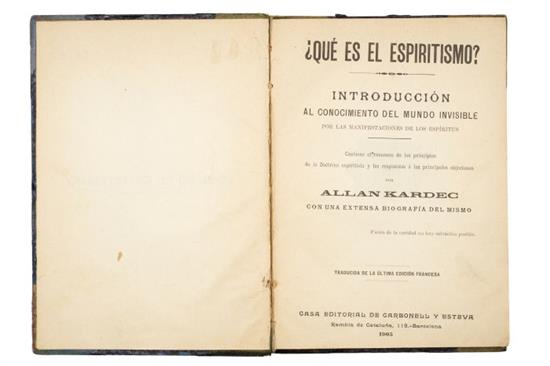 ¿QUÉ ES EL ESPIRITISMO?
INTRODUCCIÓN
AL CONOCIMIENTO DEL MUNDO INVISIBLE
POR LAS MANIFESTACIONES DE LOS ESPÍRITUS
Contiene el resumen de los principios
de la Doctrina espiritista y las respuestas á las principales objeciones
POR
ALLAN KARDEC
CON UNA EXTENSA BIOGRAFÍA DEL MISMO
Fuera de la caridad no hay salvación posible.
TRADUCIDA DE LA ÚLTIMA EDICIÓN FRANCESA
CASA EDITORIAL DE CARBONELL Y ESTEVA
Rambla de Cataluña, 118.-Barcelona
1905